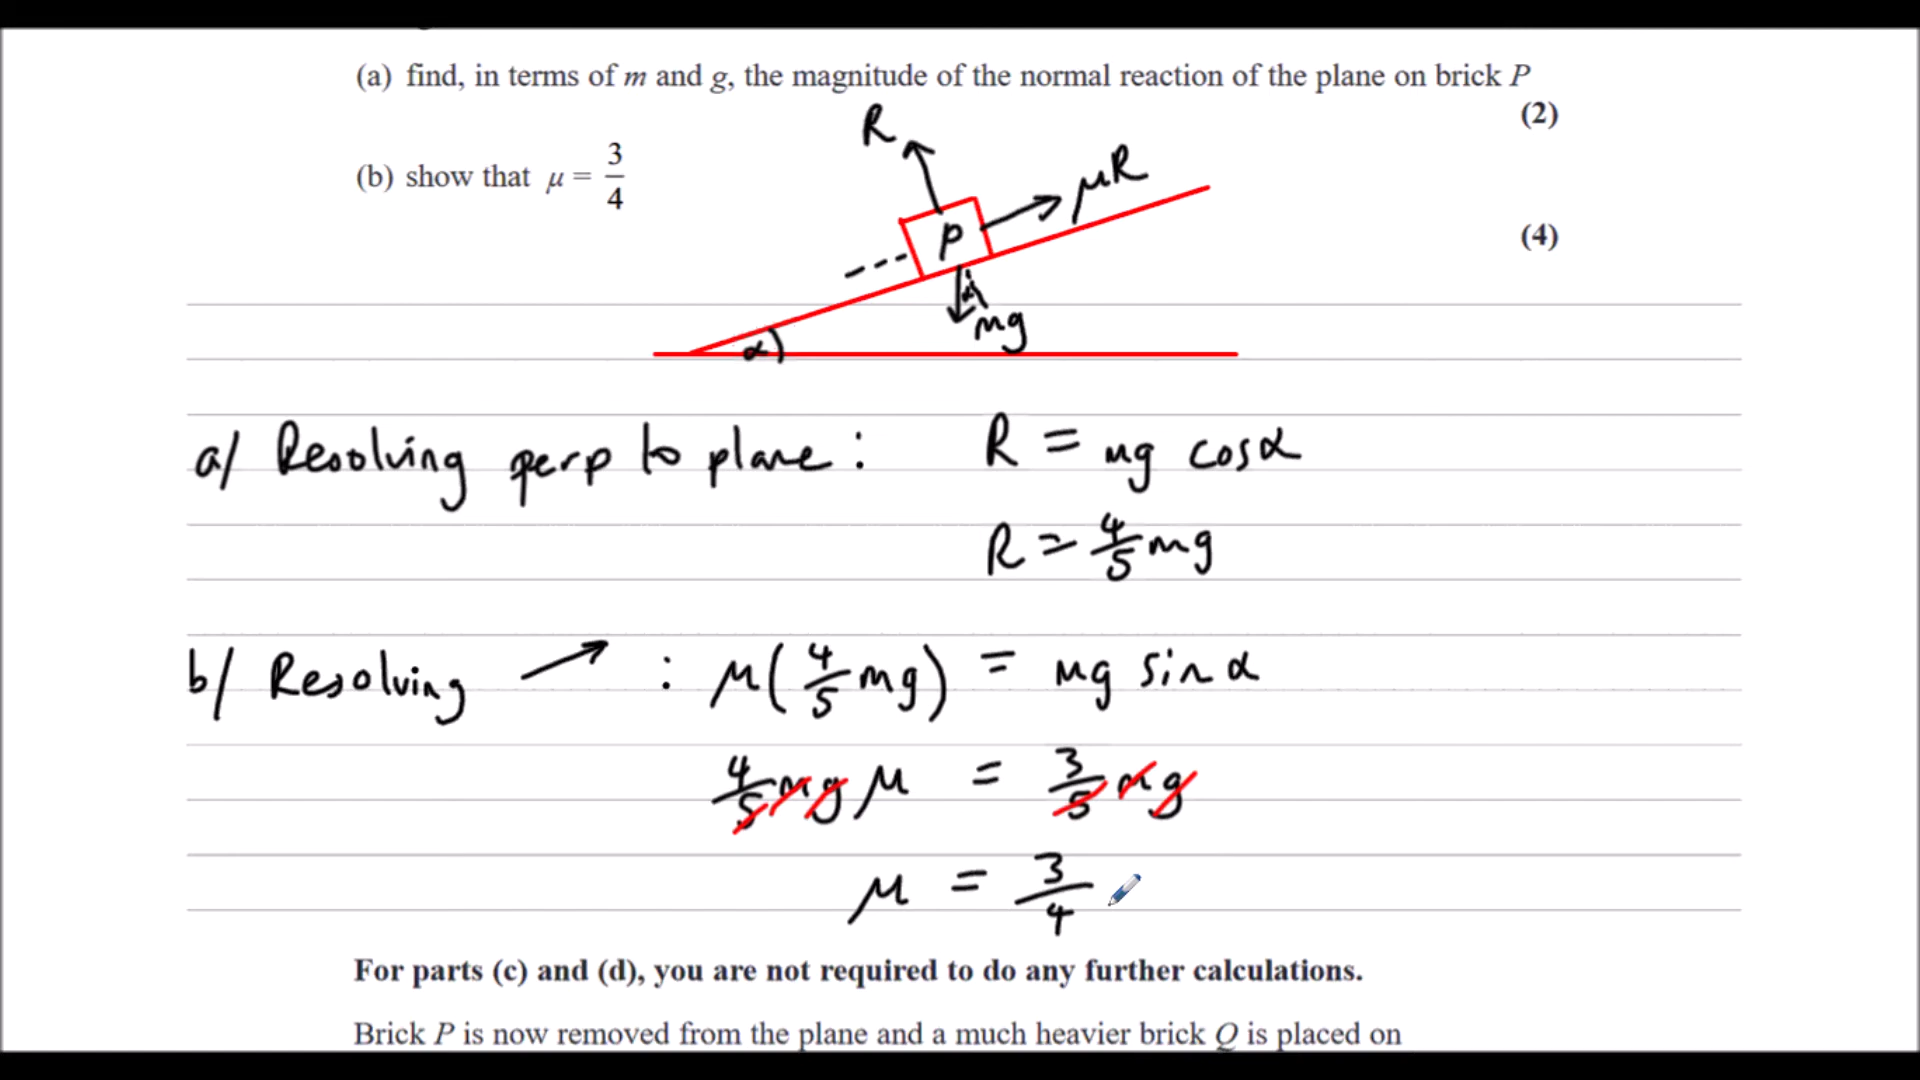 (a) find, in terms of m and g, the magnitude of the normal reaction of the plane on brick P
(2)
(b) show that μ = 3/4
(4)
R
μR
P
α
mg
α
a/ Resolving perp to plane : R = mg cosα
R = 4/5 mg
b/ Resolving → : μ(4/5 mg) = mg sin α
4/5 mg μ = 3/5 mg
μ = 3/4
For parts (c) and (d), you are not required to do any further calculations.
Brick P is now removed from the plane and a much heavier brick Q is placed on